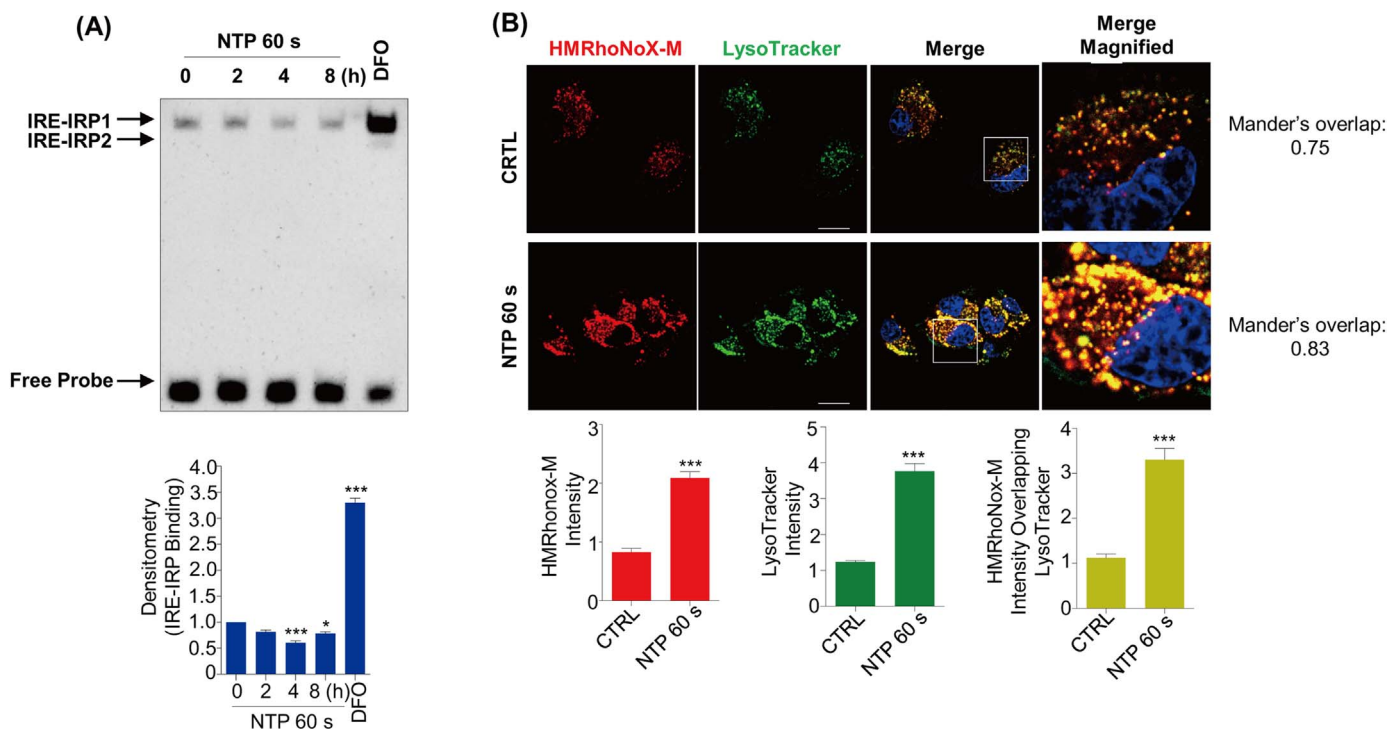 (A)
NTP 60 s
0 2 4 8 (h) DFO
IRE-IRP1
IRE-IRP2
Free Probe
Densitometry
(IRE-IRP Binding)
4.0
3.5
3.0
2.5
2.0
1.5
1.0
0.5
0
***
*
***
0 2 4 8 (h) DFO
NTP 60 s
(B)
HMRhoNoX-M LysoTracker Merge Merge
Magnified
CRTL
Mander's overlap:
0.75
NTP 60 s
Mander's overlap:
0.83
HMRhonox-M
Intensity
3
2
1
0
***
CTRL
NTP 60 s
LysoTracker
Intensity
5
4
3
2
1
0
***
CTRL
NTP 60 s
HMRhoNox-M
Intensity Overlapping
LysoTracker
4
3
2
1
0
***
CTRL
NTP 60 s